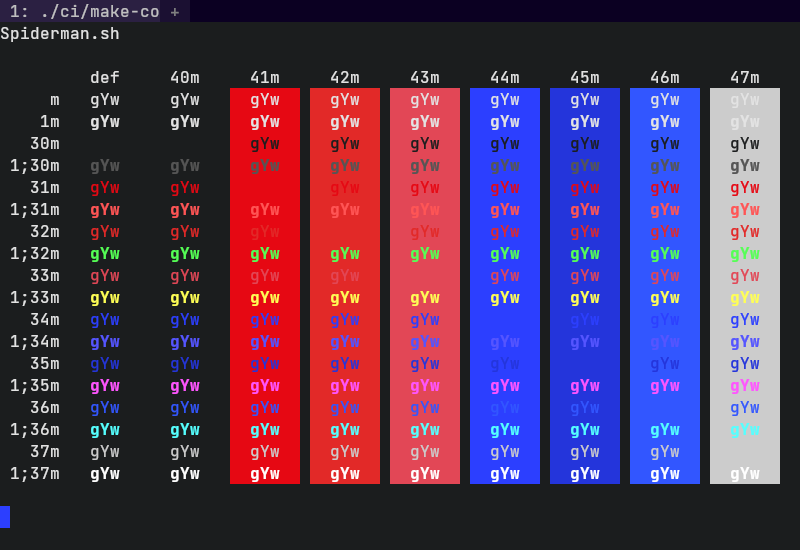 1: ./ci/make-co +
Spiderman.sh
def 40m 41m 42m 43m 44m 45m 46m 47m
m gYw gYw gYw gYw gYw gYw gYw gYw gYw
1m gYw gYw gYw gYw gYw gYw gYw gYw gYw
30m gYw gYw gYw gYw gYw gYw gYw
1;30m gYw gYw gYw gYw gYw gYw gYw gYw gYw
31m gYw gYw gYw gYw gYw gYw gYw gYw
1;31m gYw gYw gYw gYw gYw gYw gYw gYw gYw
32m gYw gYw gYw gYw gYw gYw gYw gYw
1;32m gYw gYw gYw gYw gYw gYw gYw gYw gYw
33m gYw gYw gYw gYw gYw gYw gYw gYw
1;33m gYw gYw gYw gYw gYw gYw gYw gYw gYw
34m gYw gYw gYw gYw gYw gYw gYw gYw
1;34m gYw gYw gYw gYw gYw gYw gYw gYw gYw
35m gYw gYw gYw gYw gYw gYw gYw gYw
1;35m gYw gYw gYw gYw gYw gYw gYw gYw gYw
36m gYw gYw gYw gYw gYw gYw gYw gYw
1;36m gYw gYw gYw gYw gYw gYw gYw gYw gYw
37m gYw gYw gYw gYw gYw gYw gYw gYw
1;37m gYw gYw gYw gYw gYw gYw gYw gYw gYw